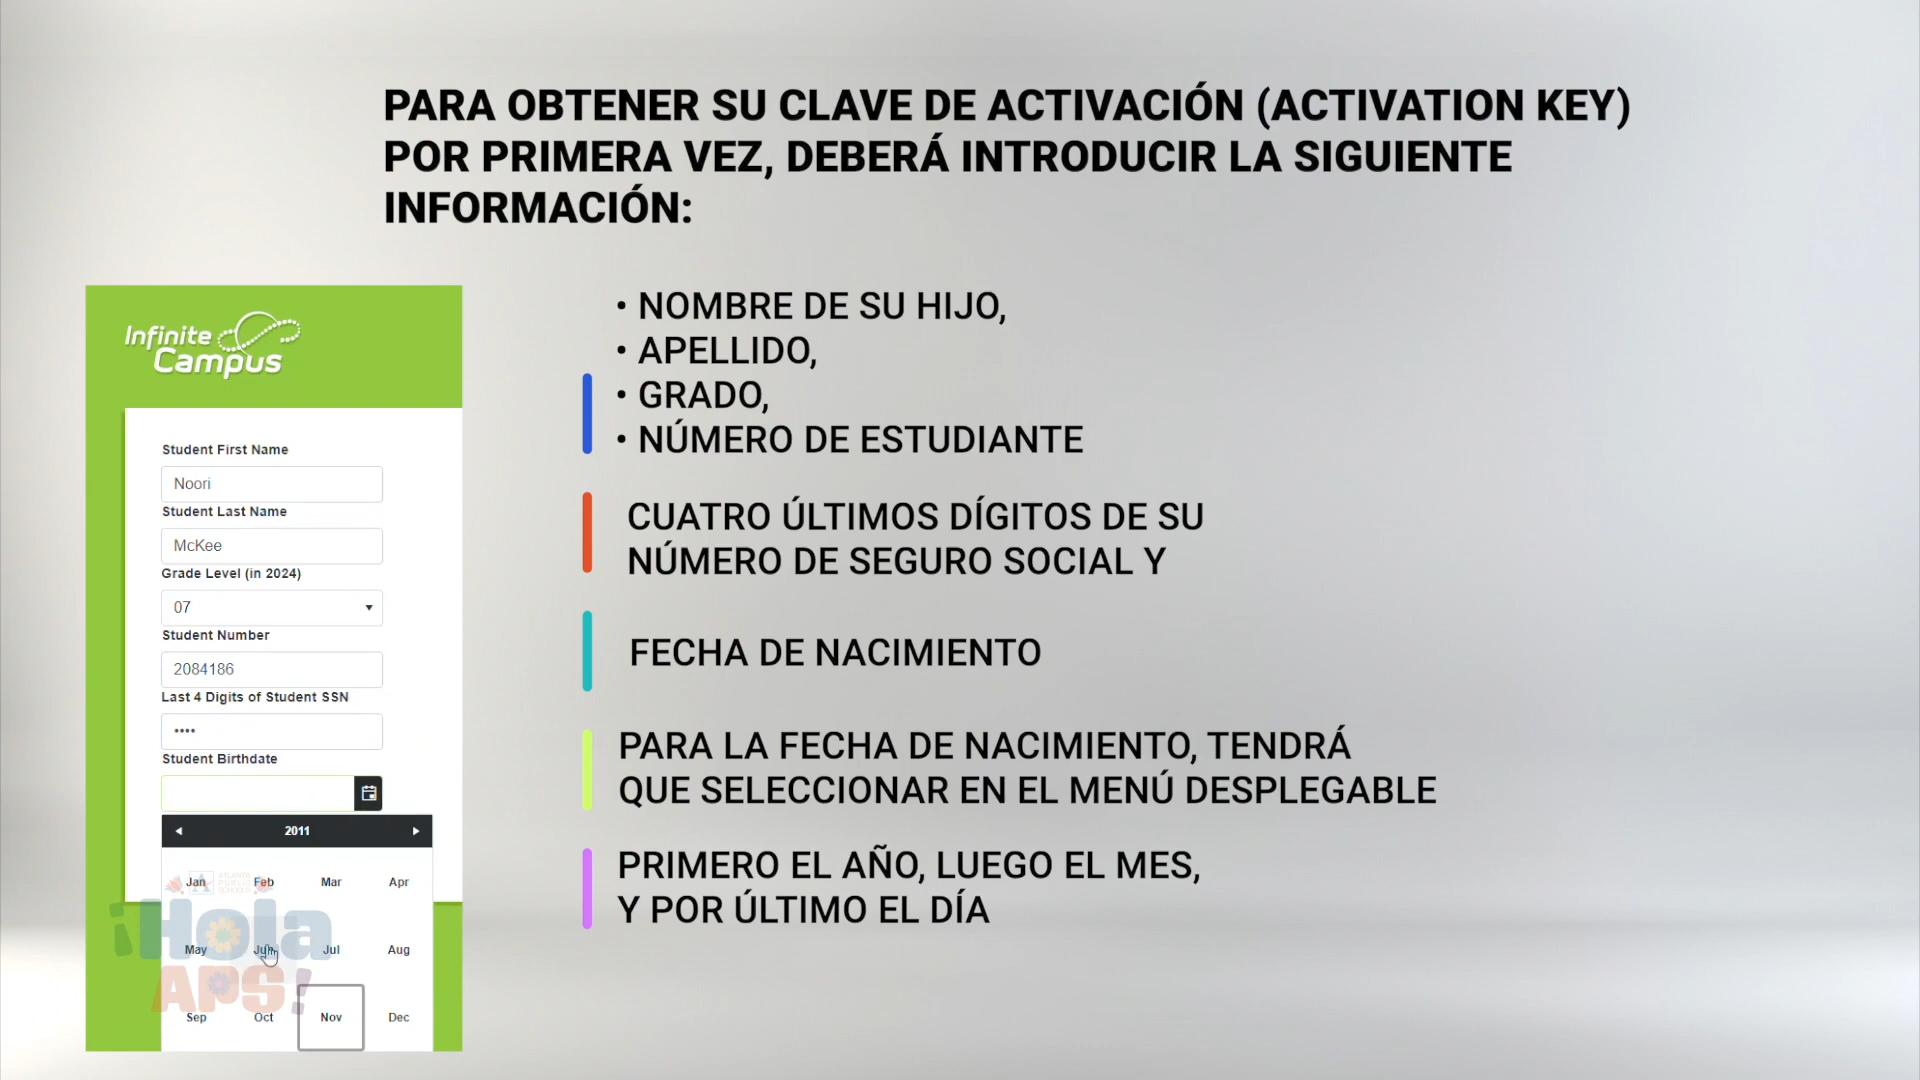 PARA OBTENER SU CLAVE DE ACTIVACIÓN (ACTIVATION KEY)
POR PRIMERA VEZ, DEBERÁ INTRODUCIR LA SIGUIENTE
INFORMACIÓN:
Infinite
Campus
Student First Name
Noori
Student Last Name
McKee
Grade Level (in 2024)
07
Student Number
2084186
Last 4 Digits of Student SSN
••••
Student Birthdate
2011
Jan Feb Mar Apr
ATLANTA
PUBLIC
SCHOOLS
¡Hola
APS!
May Jun Jul Aug
Sep Oct Nov Dec
• NOMBRE DE SU HIJO,
• APELLIDO,
• GRADO,
• NÚMERO DE ESTUDIANTE
CUATRO ÚLTIMOS DÍGITOS DE SU
NÚMERO DE SEGURO SOCIAL Y
FECHA DE NACIMIENTO
PARA LA FECHA DE NACIMIENTO, TENDRÁ
QUE SELECCIONAR EN EL MENÚ DESPLEGABLE
PRIMERO EL AÑO, LUEGO EL MES,
Y POR ÚLTIMO EL DÍA